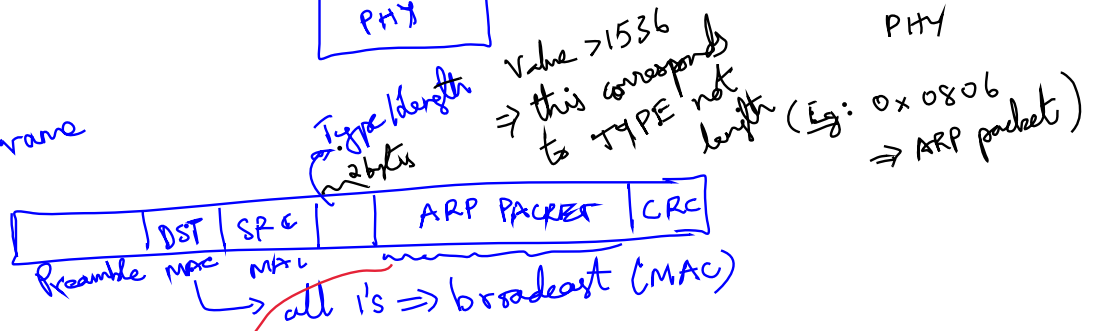 PHY
PHY
Value >1536
⇒ this corresponds
to TYPE not
length (Eg: 0x0806
⇒ ARP packet)
Type/Length
2 bytes
DST SRC ARP PACKET CRC
Preamble MAC MAC
all 1's ⇒ broadcast (MAC)